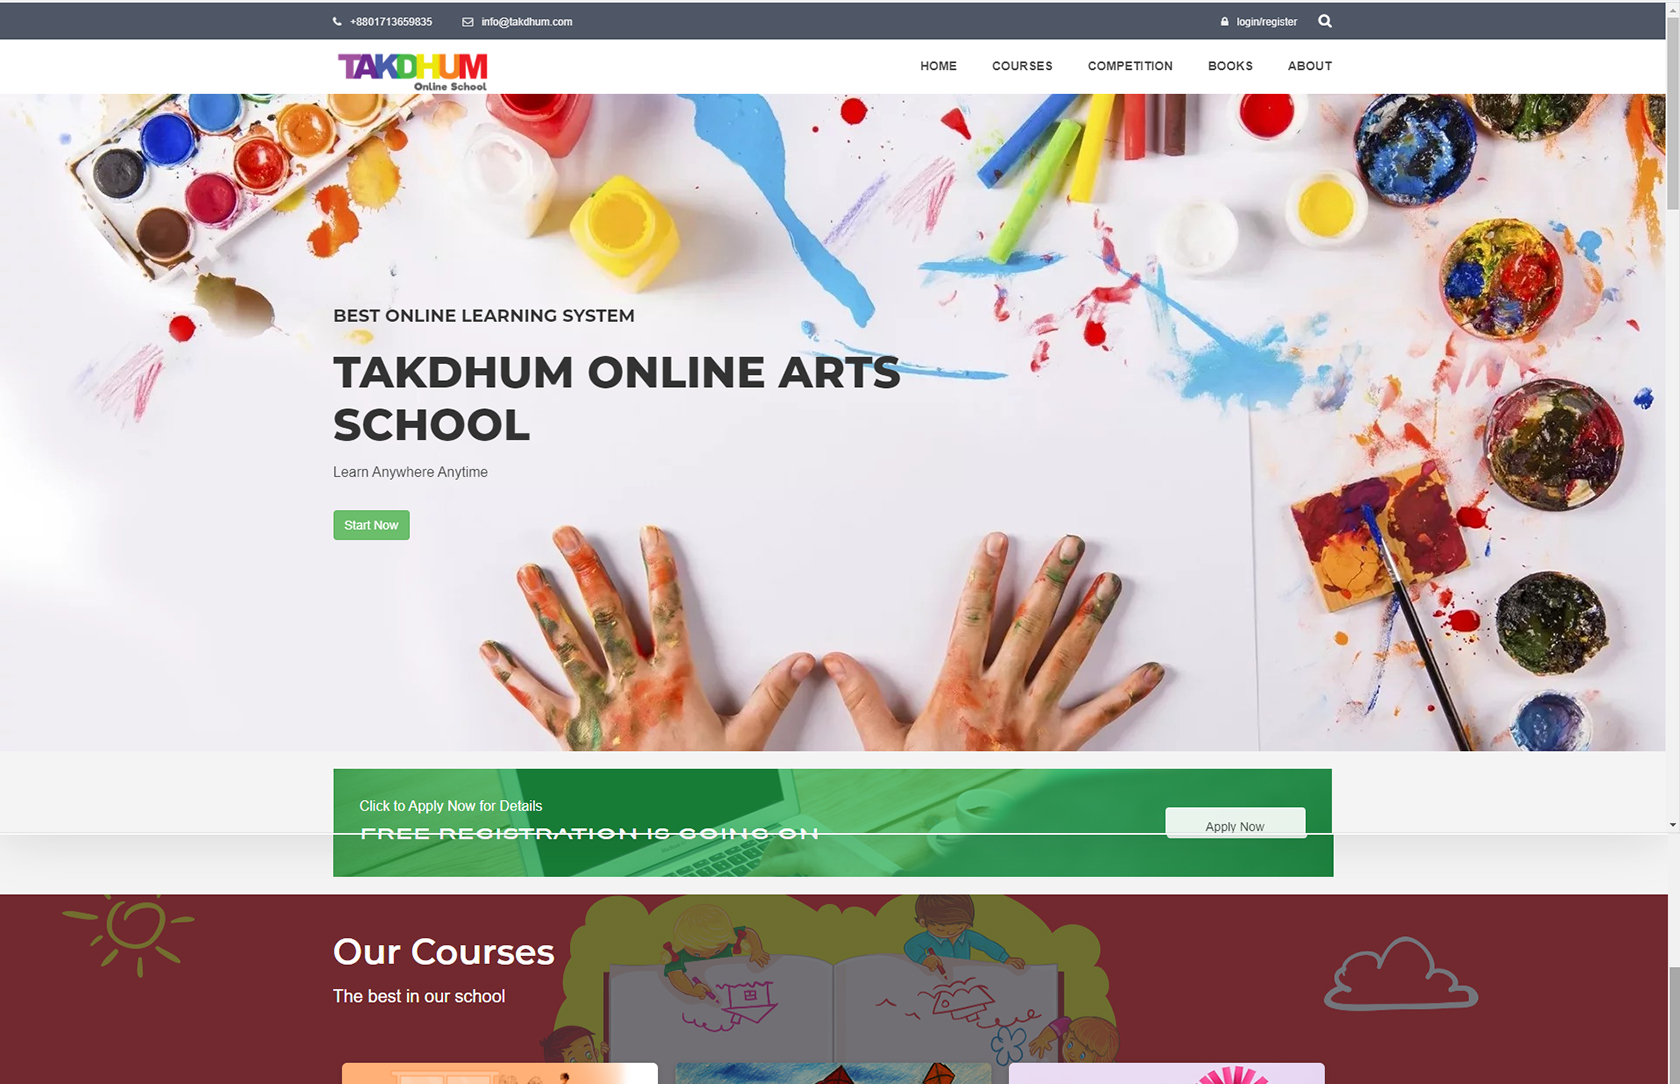 +8801713659835 info@takdhum.com login/register
TAKDHUM
Online School
HOME COURSES COMPETITION BOOKS ABOUT
BEST ONLINE LEARNING SYSTEM
TAKDHUM ONLINE ARTS
SCHOOL
Learn Anywhere Anytime
Start Now
Click to Apply Now for Details
FREE REGISTRATION IS GOING ON
Apply Now
Our Courses
The best in our school